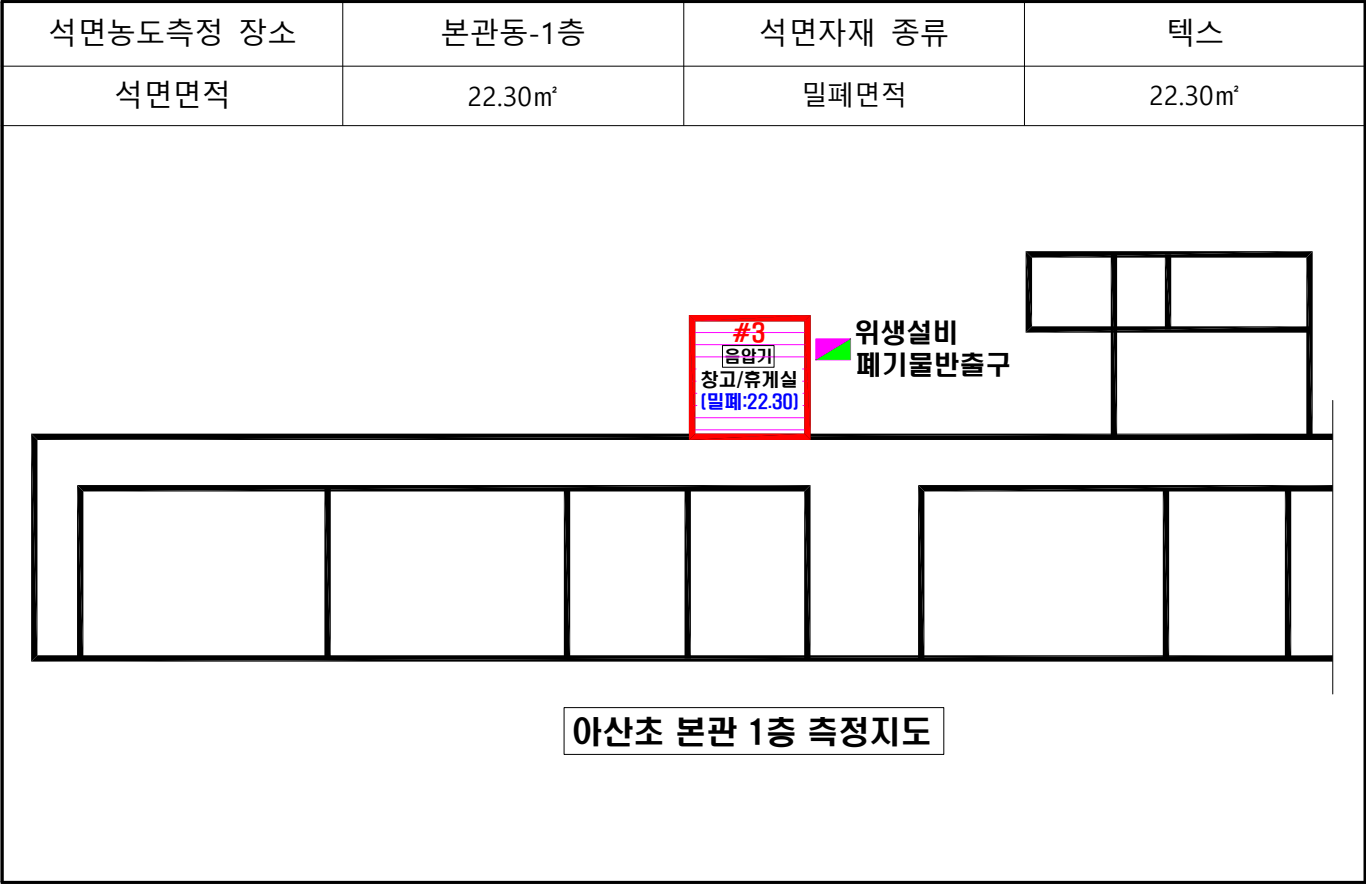 석면농도측정 장소 본관동-1층 석면자재 종류 텍스
석면면적 22.30㎡ 밀폐면적 22.30㎡
#3
음압기
창고/휴게실
(밀폐:22.30)
위생설비
폐기물반출구
아산초 본관 1층 측정지도